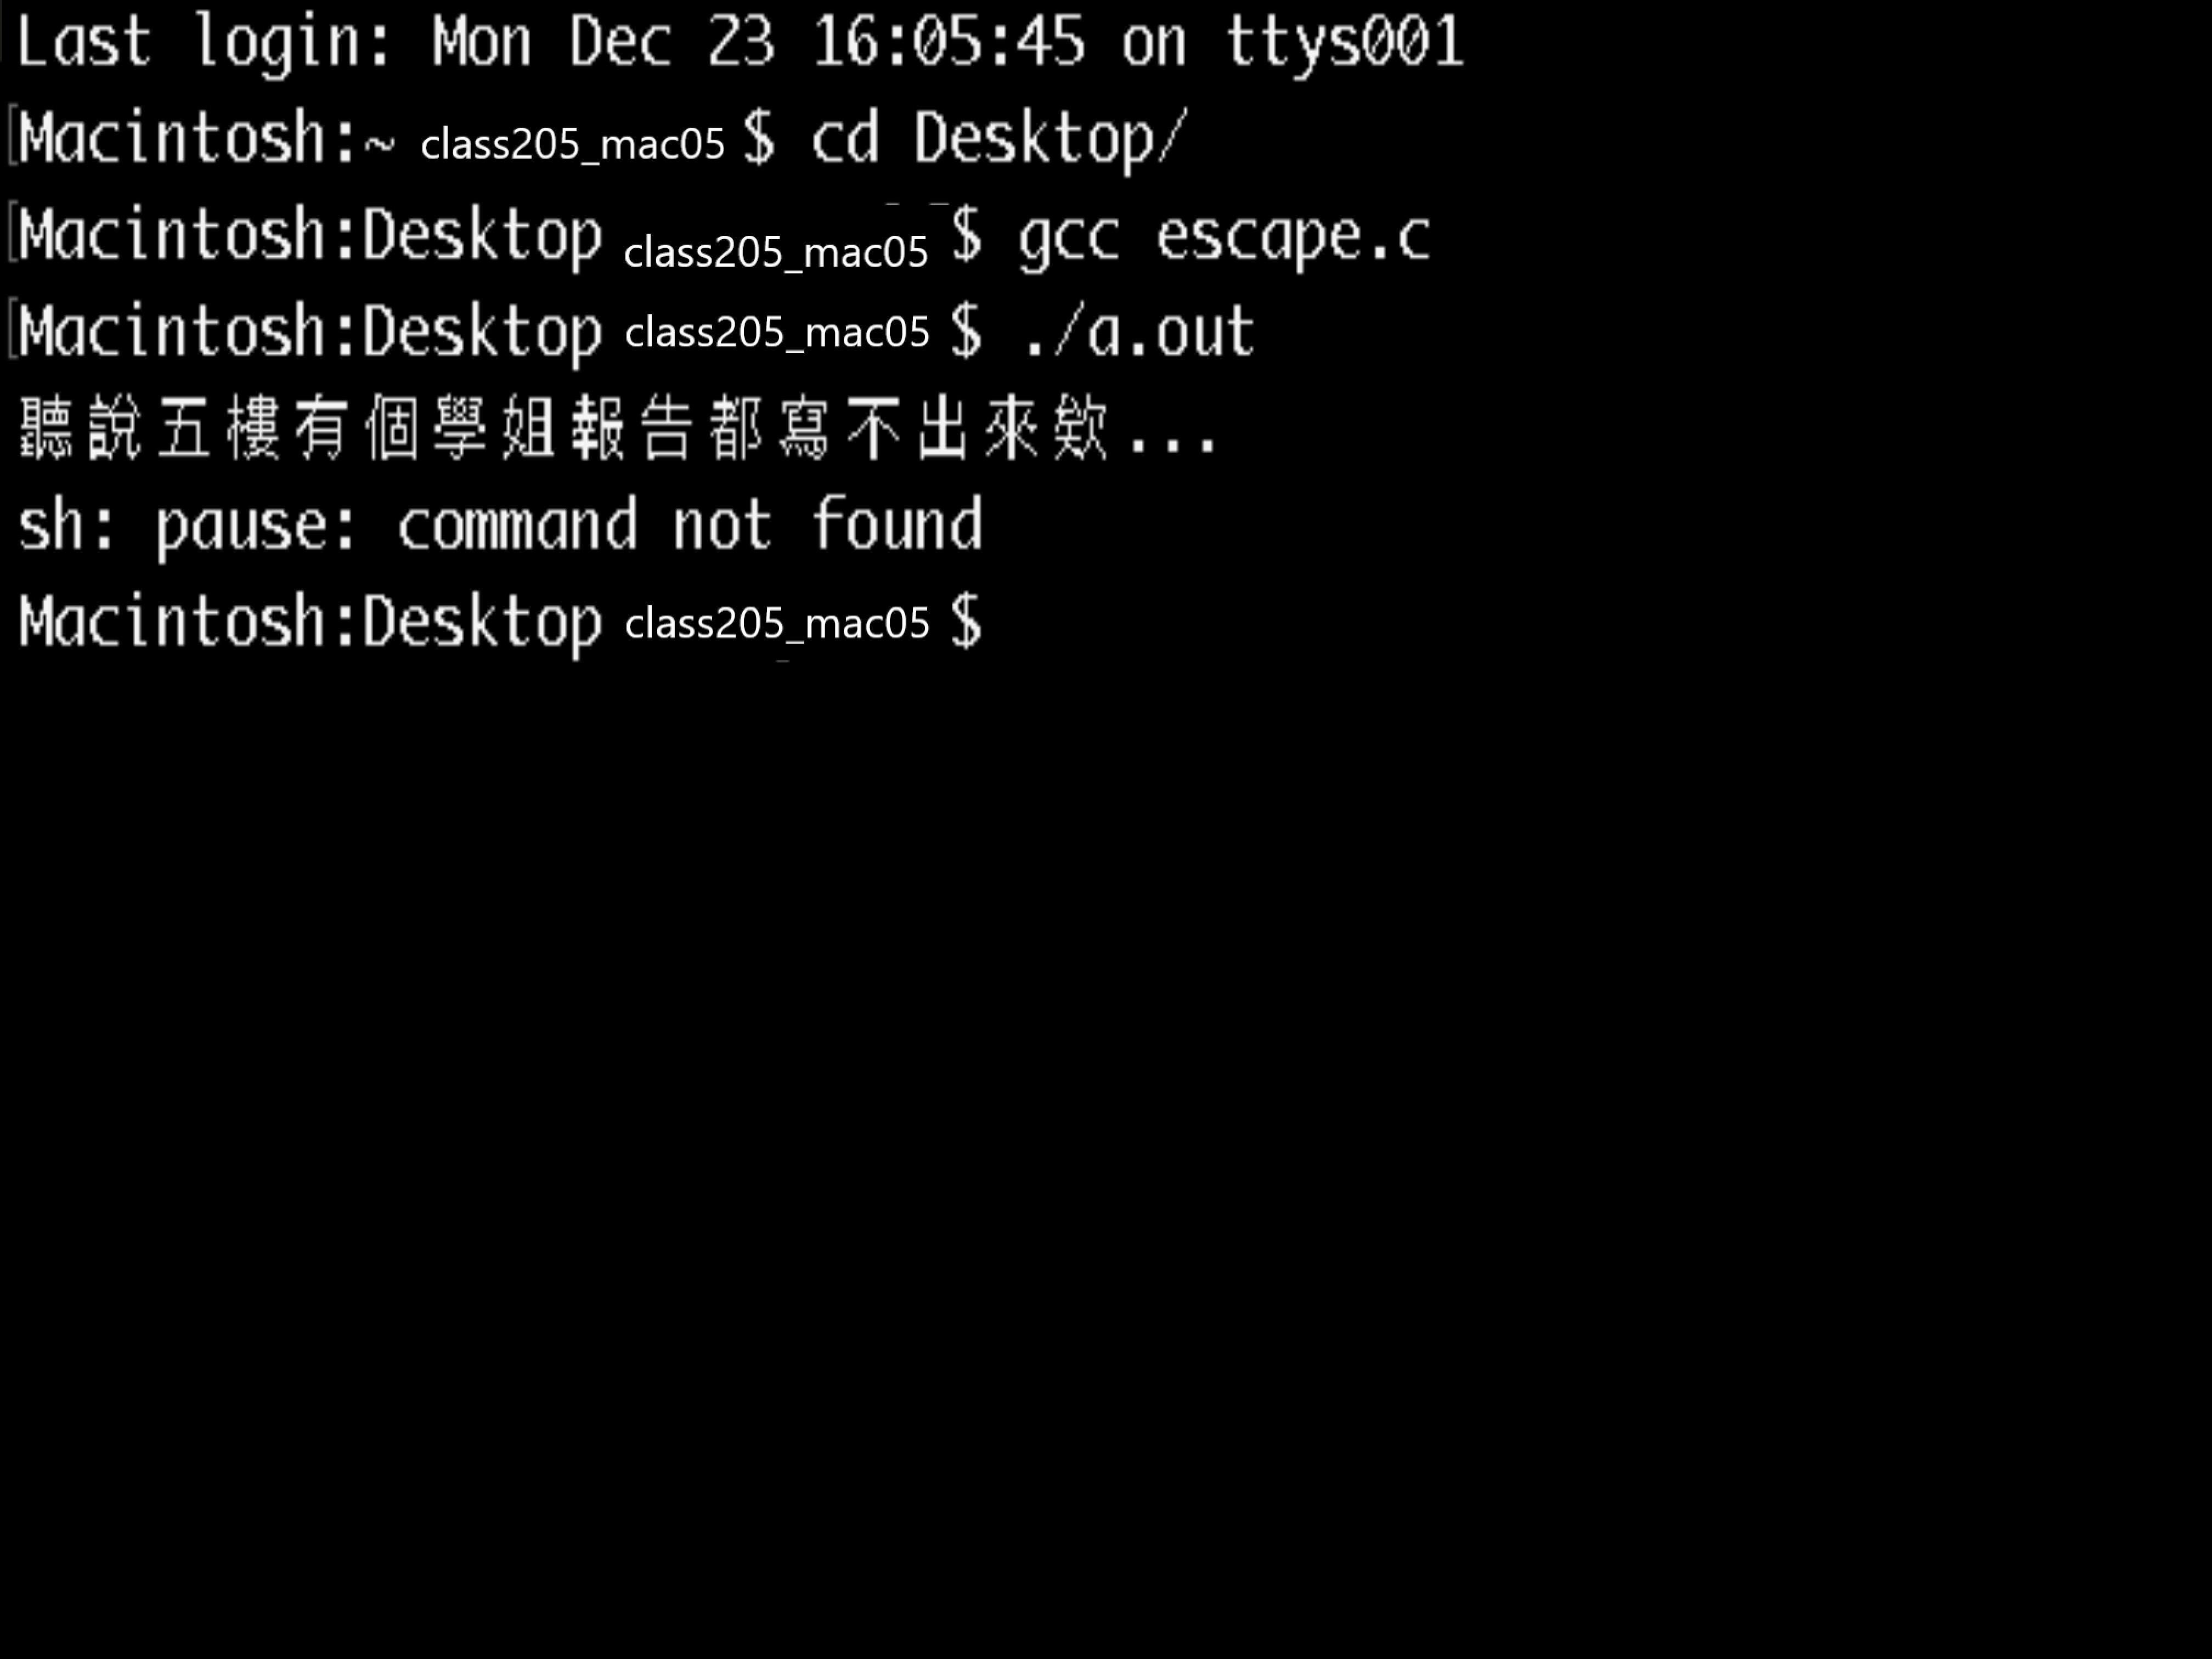 Last login: Mon Dec 23 16:05:45 on ttys001
[Macintosh:~ class205_mac05 $ cd Desktop/
[Macintosh:Desktop class205_mac05 $ gcc escape.c
[Macintosh:Desktop class205_mac05 $ ./a.out
聽說五樓有個學姐報告都寫不出來欸...
sh: pause: command not found
Macintosh:Desktop class205_mac05 $